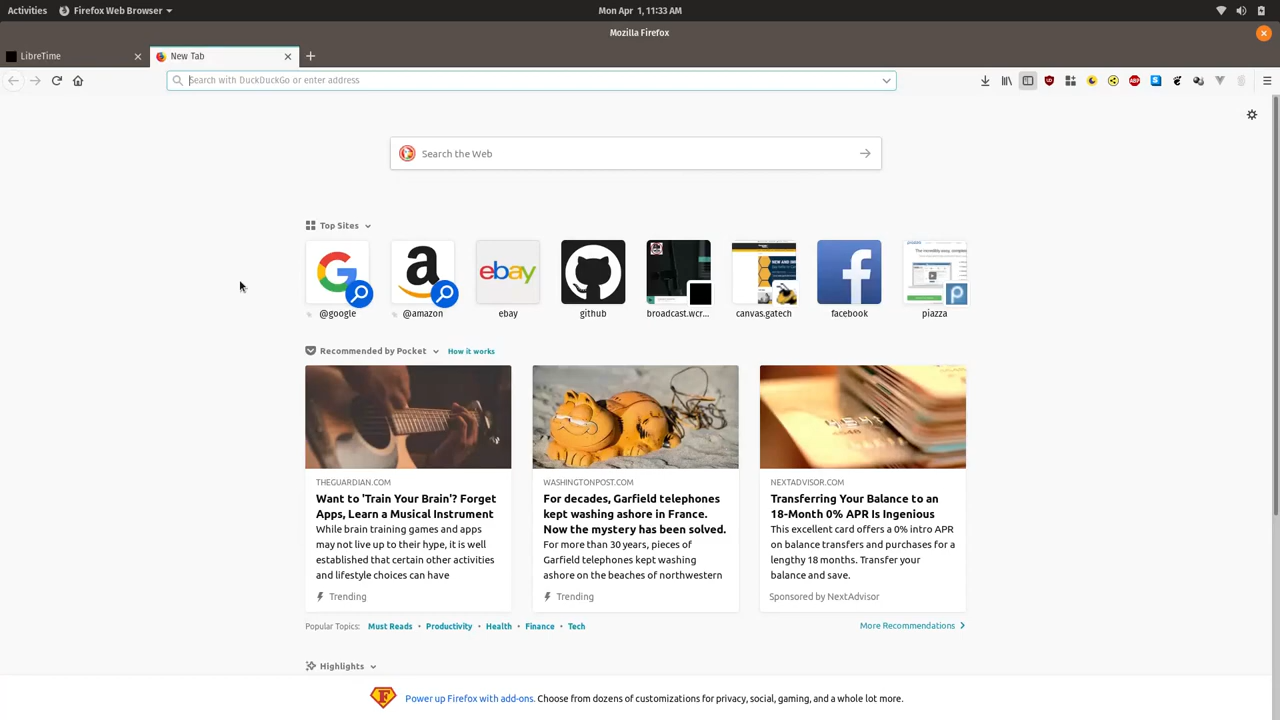 Activities
Firefox Web Browser
Mon Apr 1, 11:33 AM
Mozilla Firefox
LibreTime
New Tab
Search with DuckDuckGo or enter address
ABP
Search the Web
Top Sites
ebay
@google
@amazon
ebay
github
broadcast.wcr...
canvas.gatech
facebook
piazza
Recommended by Pocket
How it works
THEGUARDIAN.COM
Want to 'Train Your Brain'? Forget
Apps, Learn a Musical Instrument
While brain training games and apps
may not live up to their hype, it is well
established that certain other activities
and lifestyle choices can have
Trending
WASHINGTONPOST.COM
For decades, Garfield telephones
kept washing ashore in France.
Now the mystery has been solved.
For more than 30 years, pieces of
Garfield telephones kept washing
ashore on the beaches of northwestern
Trending
NEXTADVISOR.COM
Transferring Your Balance to an
18-Month 0% APR Is Ingenious
This excellent card offers a 0% intro APR
on balance transfers and purchases for a
lengthy 18 months. Transfer your
balance and save.
Sponsored by NextAdvisor
Popular Topics: Must Reads • Productivity • Health • Finance • Tech
More Recommendations
Highlights
Power up Firefox with add-ons. Choose from dozens of customizations for privacy, social, gaming, and a whole lot more.